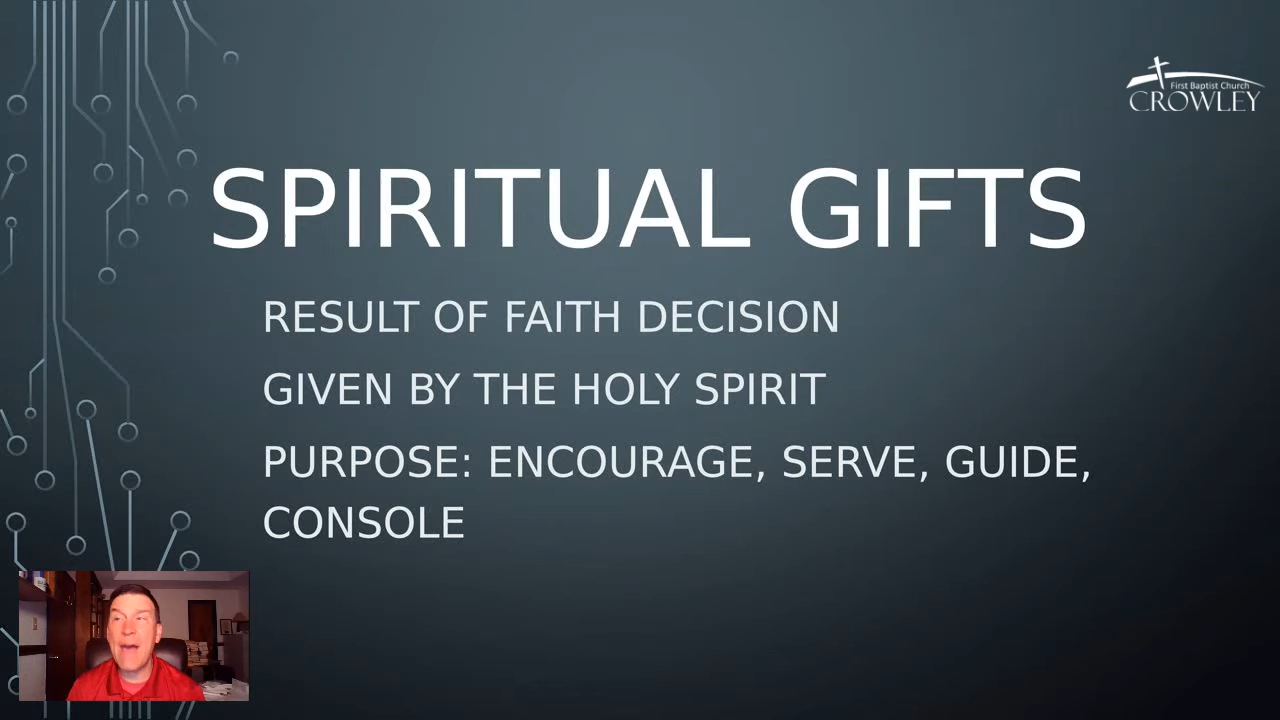 First Baptist Church
CROWLEY
SPIRITUAL GIFTS
RESULT OF FAITH DECISION
GIVEN BY THE HOLY SPIRIT
PURPOSE: ENCOURAGE, SERVE, GUIDE,
CONSOLE